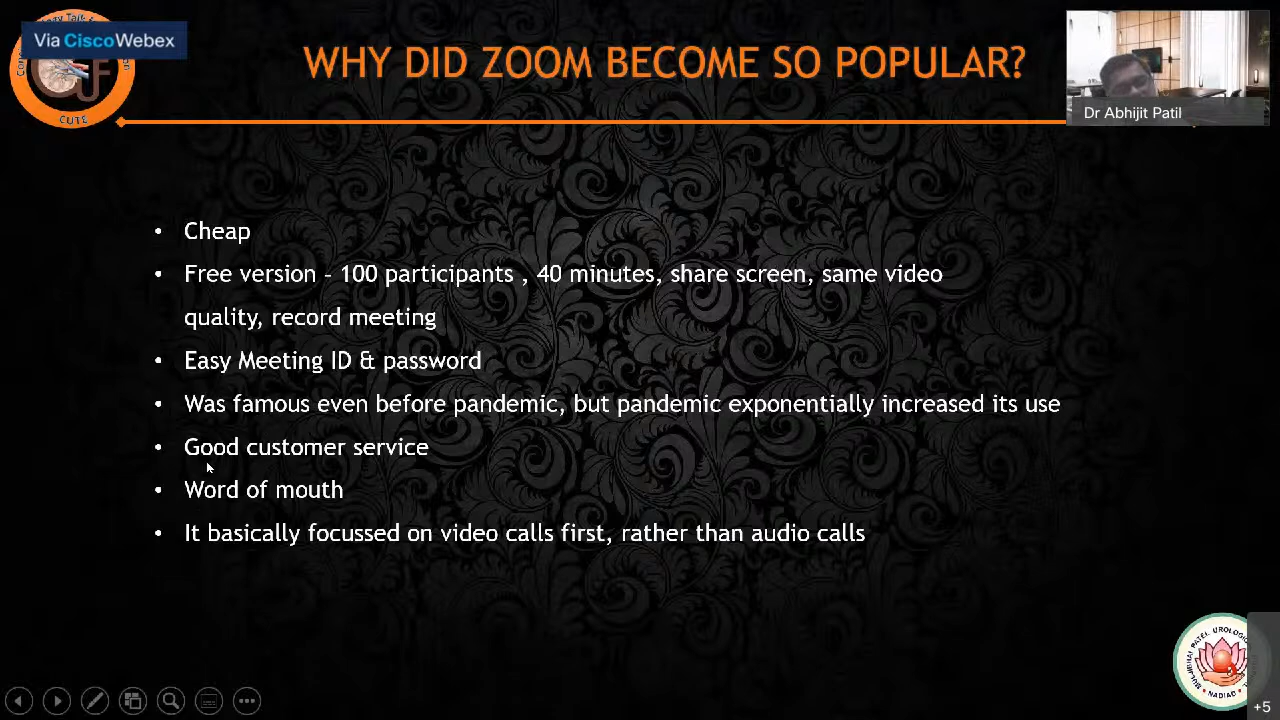 Via CiscoWebex
WHY DID ZOOM BECOME SO POPULAR?
CUTE
Dr Abhijit Patil
• Cheap
• Free version – 100 participants , 40 minutes, share screen, same video
quality, record meeting
• Easy Meeting ID & password
• Was famous even before pandemic, but pandemic exponentially increased its use
• Good customer service
• Word of mouth
• It basically focussed on video calls first, rather than audio calls
PATEL
NADIAD
+5